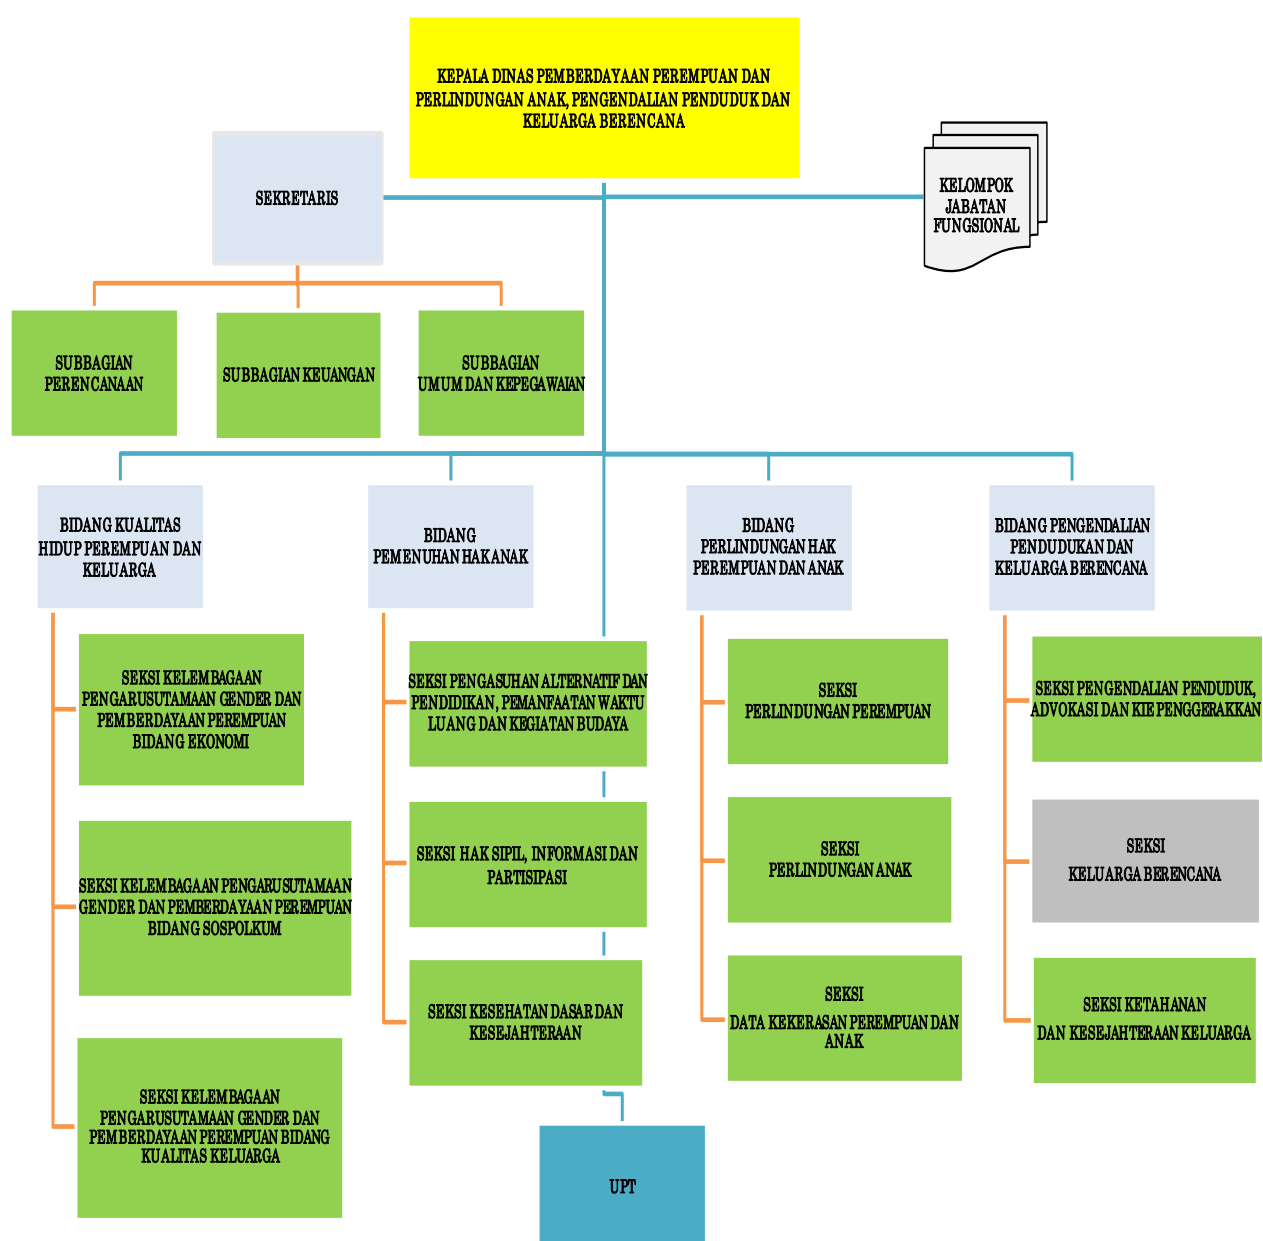 KEPALA DINAS PEMBERDAYAAN PEREMPUAN DAN
PERLINDUNGAN ANAK, PENGENDALIAN PENDUDUK DAN
KELUARGA BERENCANA
SEKRETARIS
KELOMPOK
JABATAN
FUNGSIONAL
SUBBAGIAN
PERENCANAAN
SUBBAGIAN KEUANGAN
SUBBAGIAN
UMUM DAN KEPEGAWAIAN
BIDANG KUALITAS
HIDUP PEREMPUAN DAN
KELUARGA
BIDANG
PEMENUHAN HAK ANAK
BIDANG
PERLINDUNGAN HAK
PEREMPUAN DAN ANAK
BIDANG PENGENDALIAN
PENDUDUKAN DAN
KELUARGA BERENCANA
SEKSI KELEMBAGAAN
PENGARUSUTAMAAN GENDER DAN
PEMBERDAYAAN PEREMPUAN
BIDANG EKONOMI
SEKSI KELEMBAGAAN PENGARUSUTAMAAN
GENDER DAN PEMBERDAYAAN PEREMPUAN
BIDANG SOSPOLKUM
SEKSI KELEMBAGAAN
PENGARUSUTAMAAN GENDER DAN
PEMBERDAYAAN PEREMPUAN BIDANG
KUALITAS KELUARGA
SEKSI PENGASUHAN ALTERNATIF DAN
PENDIDIKAN, PEMANFAATAN WAKTU
LUANG DAN KEGIATAN BUDAYA
SEKSI HAK SIPIL, INFORMASI DAN
PARTISIPASI
SEKSI KESEHATAN DASAR DAN
KESEJAHTERAAN
SEKSI
PERLINDUNGAN PEREMPUAN
SEKSI
PERLINDUNGAN ANAK
SEKSI
DATA KEKERASAN PEREMPUAN DAN
ANAK
SEKSI PENGENDALIAN PENDUDUK,
ADVOKASI DAN KIE PENGGERAKKAN
SEKSI
KELUARGA BERENCANA
SEKSI KETAHANAN
DAN KESEJAHTERAAN KELUARGA
UPT